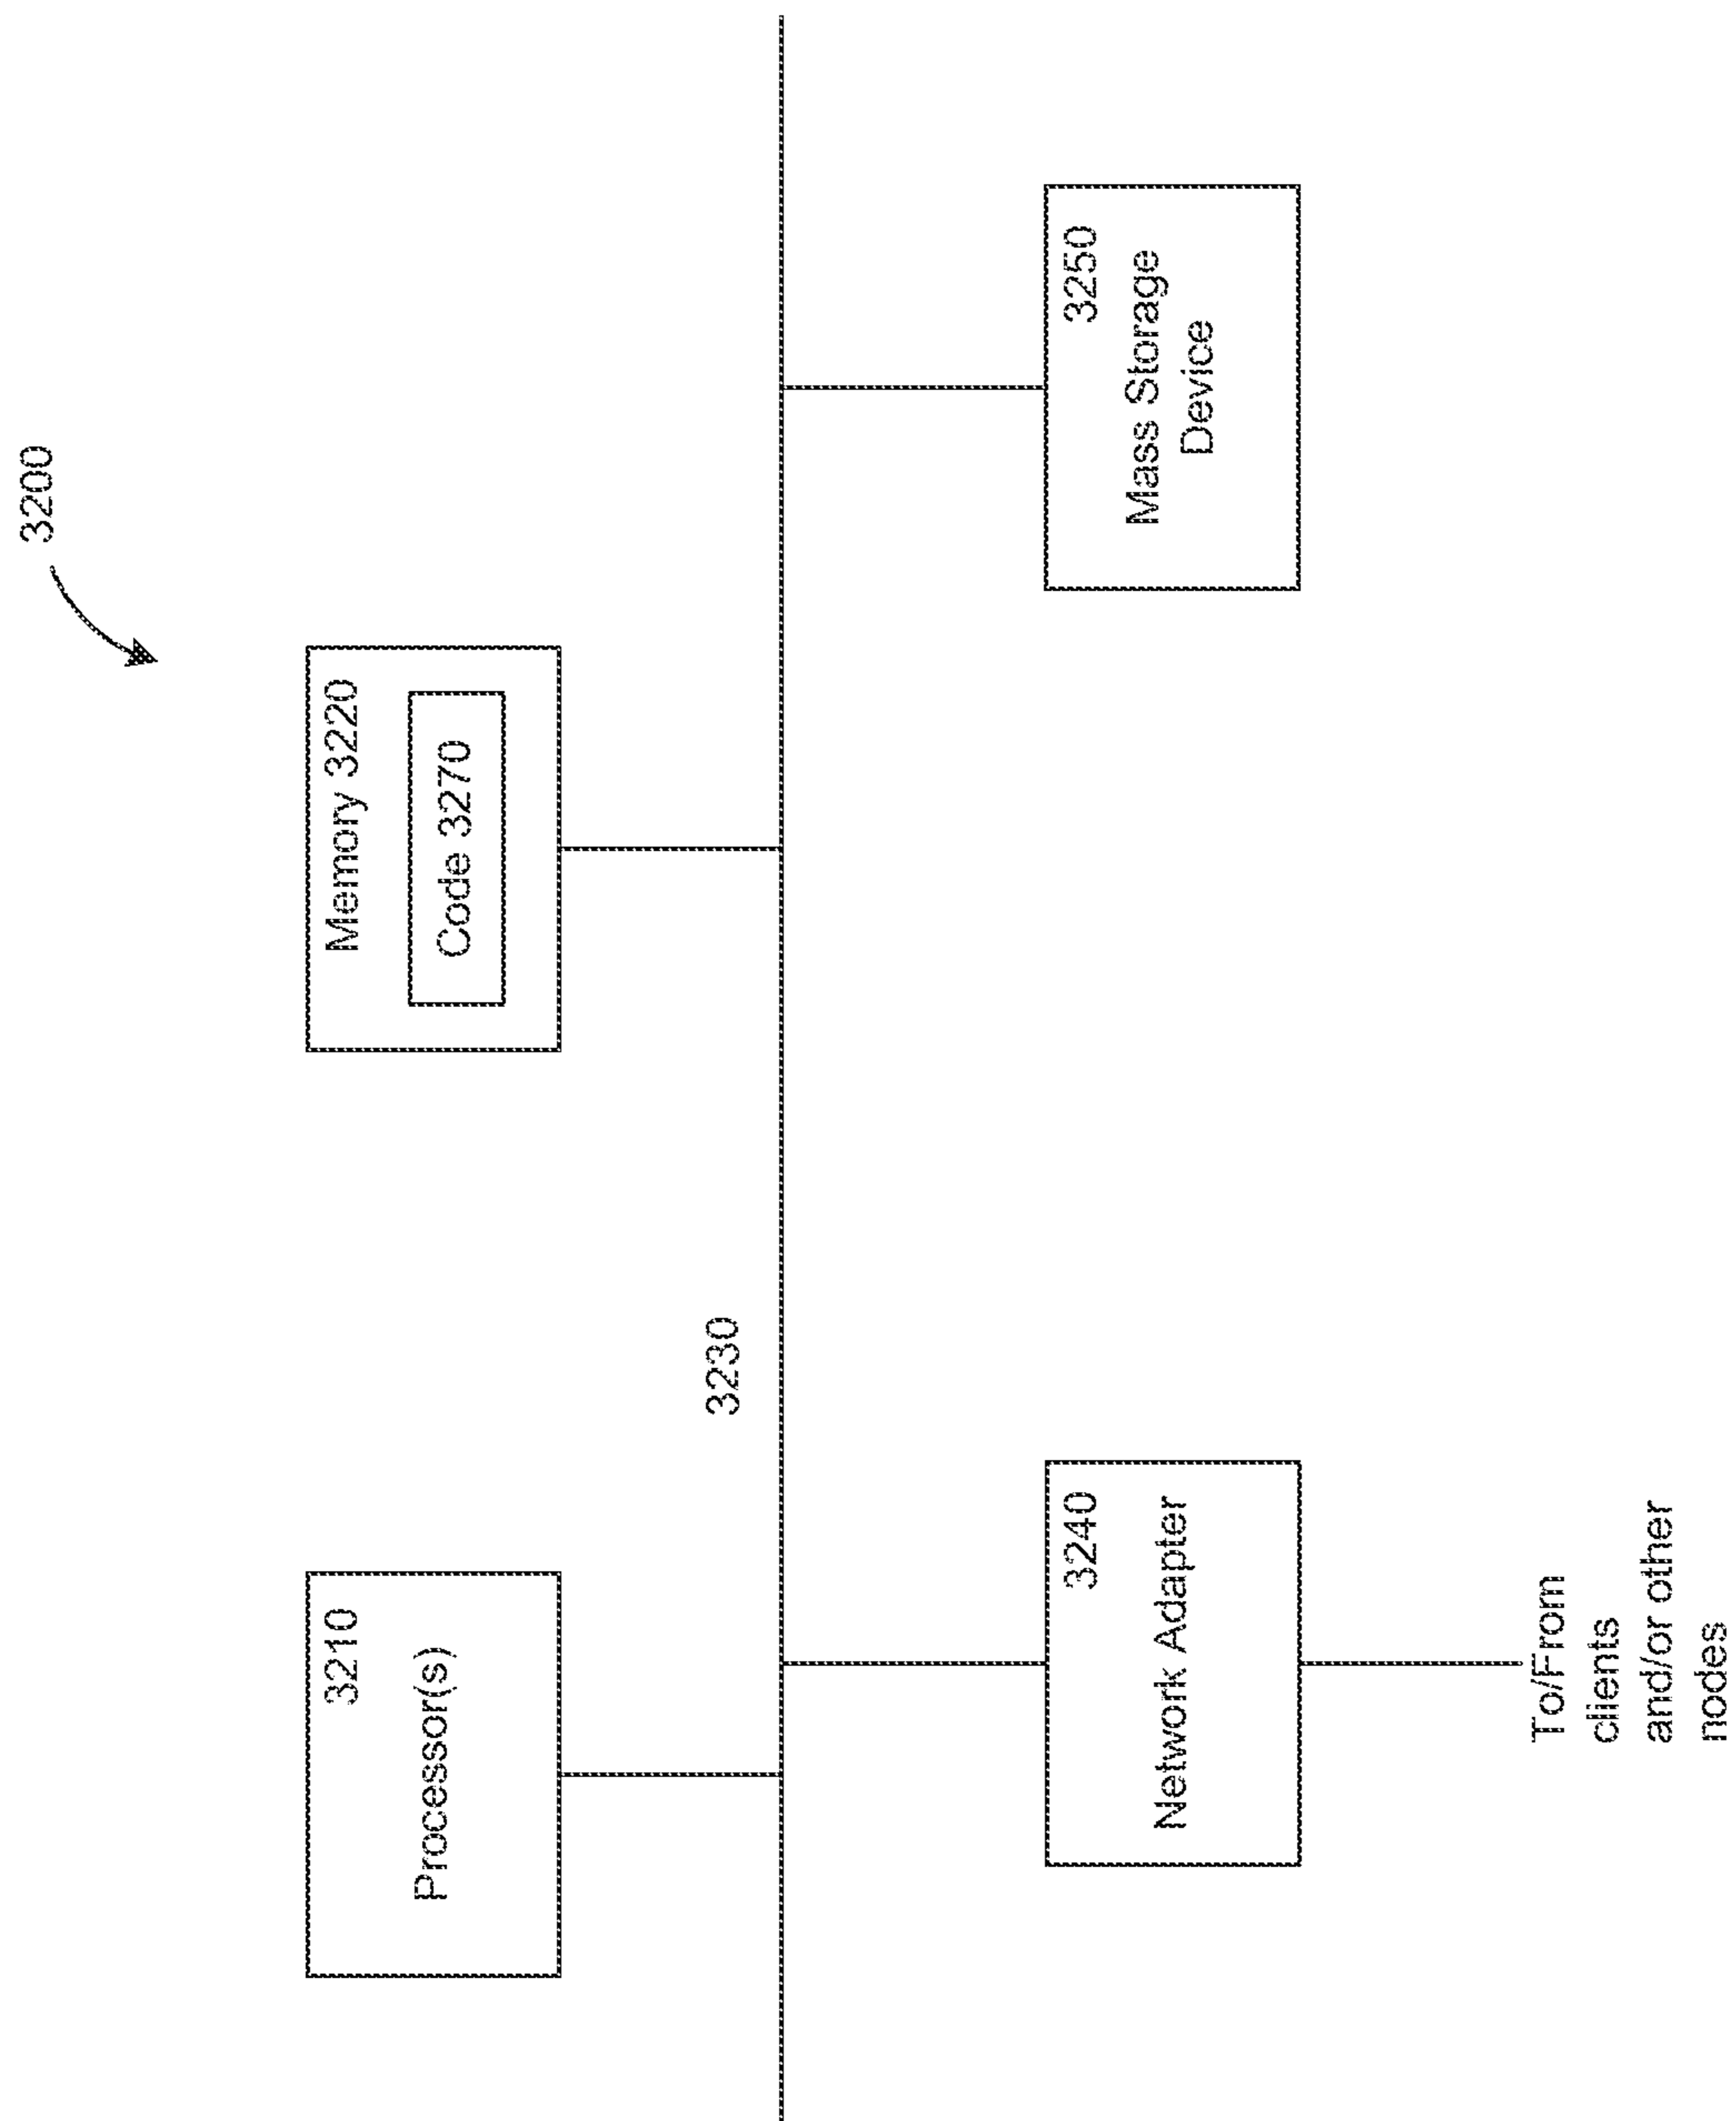 3200
3210
Processor(s)
Memory 3220
Code 3270
3230
3240
Network Adapter
3250
Mass Storage
Device
To/From
clients
and/or other
nodes